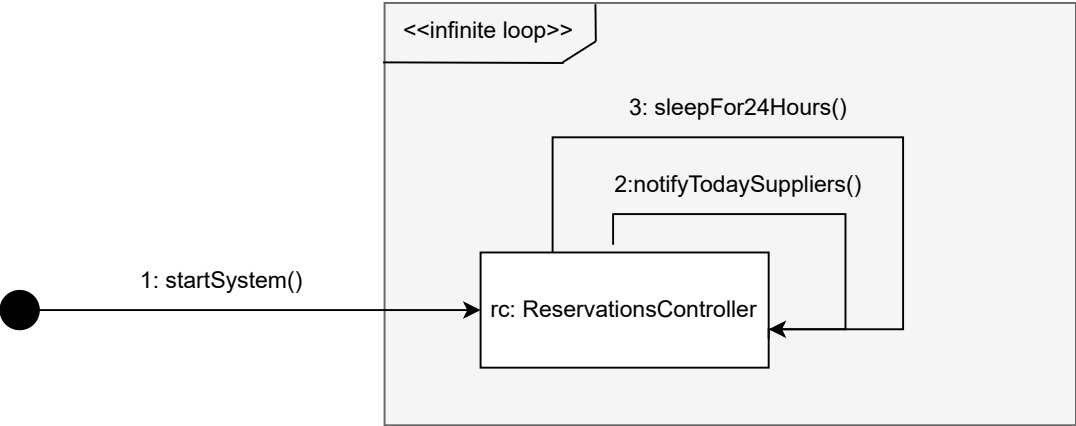 <<infinite loop>>
3: sleepFor24Hours()
2:notifyTodaySuppliers()
1: startSystem()
rc: ReservationsController